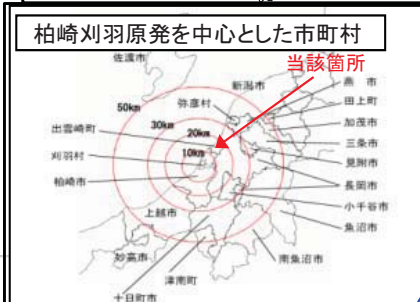 柏崎刈羽原発を中心とした市町村
当該箇所
佐渡市
新潟市
燕 市
弥彦村
田上町
50km
加茂市
出雲崎町
30km
20km
三条市
刈羽村
10km
見附市
柏崎市
長岡市
小千谷市
上越市
魚沼市
妙高市
南魚沼市
津南町
十日町市